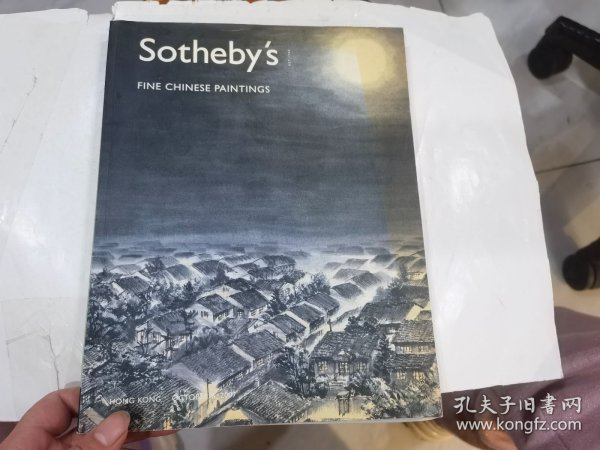 Sotheby's
FINE CHINESE PAINTINGS
HONG KONG
孔夫子旧书网
www.kongfz.com